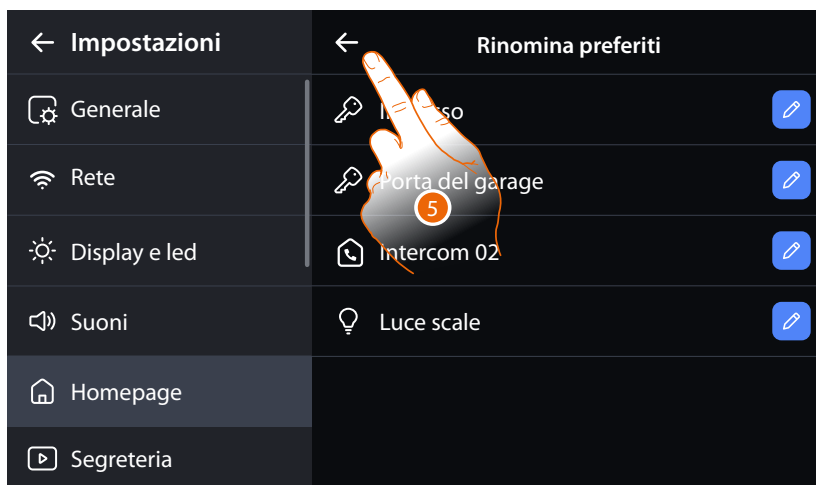 Impostazioni
Generale
Rete
Display e led
Suoni
Homepage
Segreteria
Rinomina preferiti
Porta del garage
5
Intercom 02
Luce scale